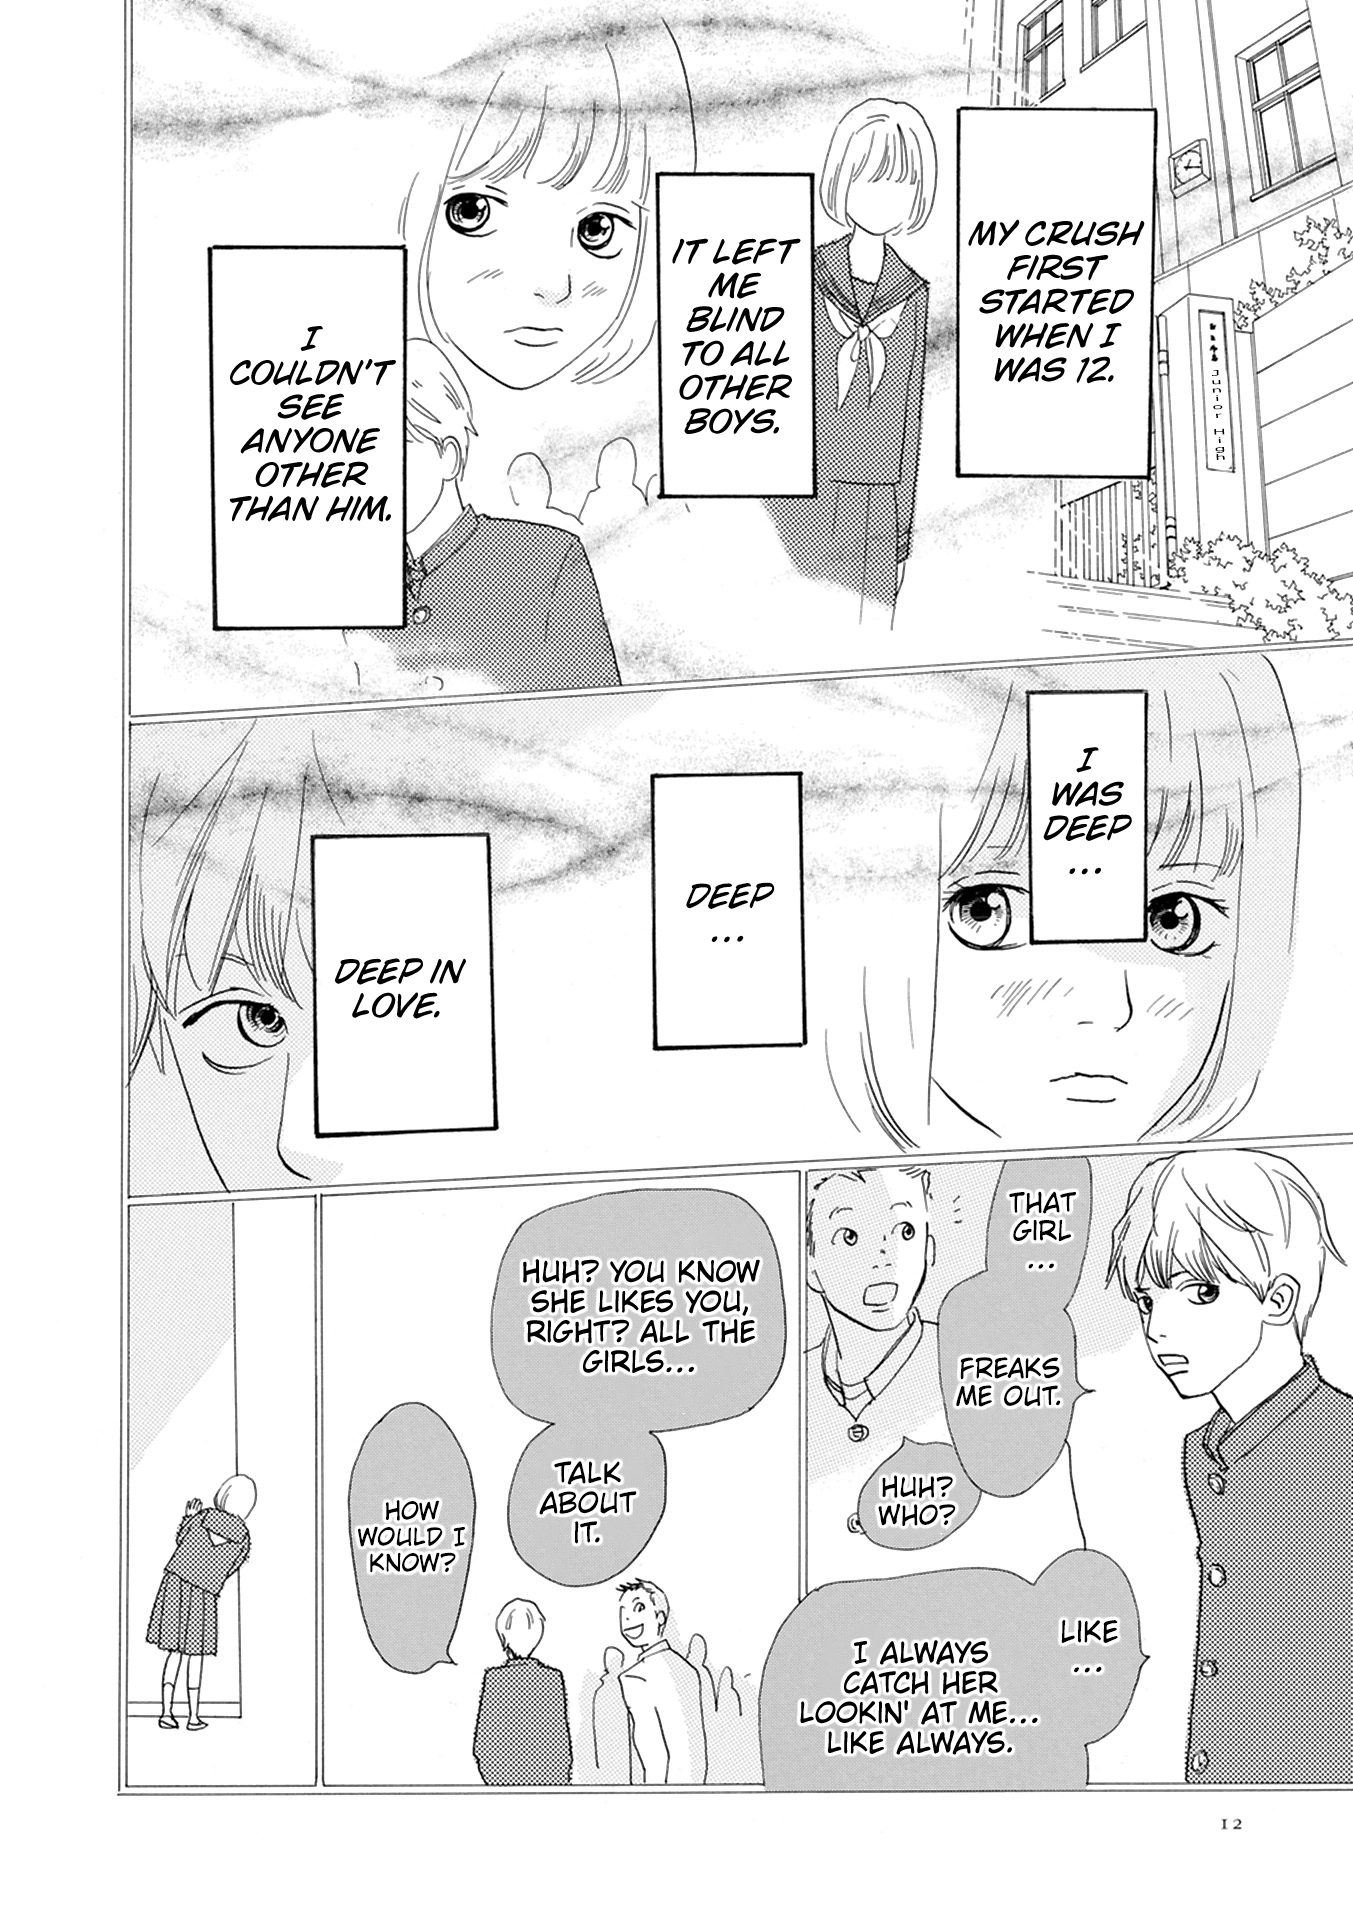 MY CRUSH
FIRST
STARTED
WHEN I
WAS 12.
Junior High
IT LEFT
ME
BLIND
TO ALL
OTHER
BOYS.
I
COULDN'T
SEE
ANYONE
OTHER
THAN HIM.
I
WAS
DEEP
...
DEEP
...
DEEP IN
LOVE.
THAT
GIRL
...
FREAKS
ME OUT.
HUH?
WHO?
LIKE
...
I ALWAYS
CATCH HER
LOOKIN' AT ME...
LIKE ALWAYS.
HUH? YOU KNOW
SHE LIKES YOU,
RIGHT? ALL THE
GIRLS...
TALK
ABOUT
IT.
HOW
WOULD I
KNOW?
12